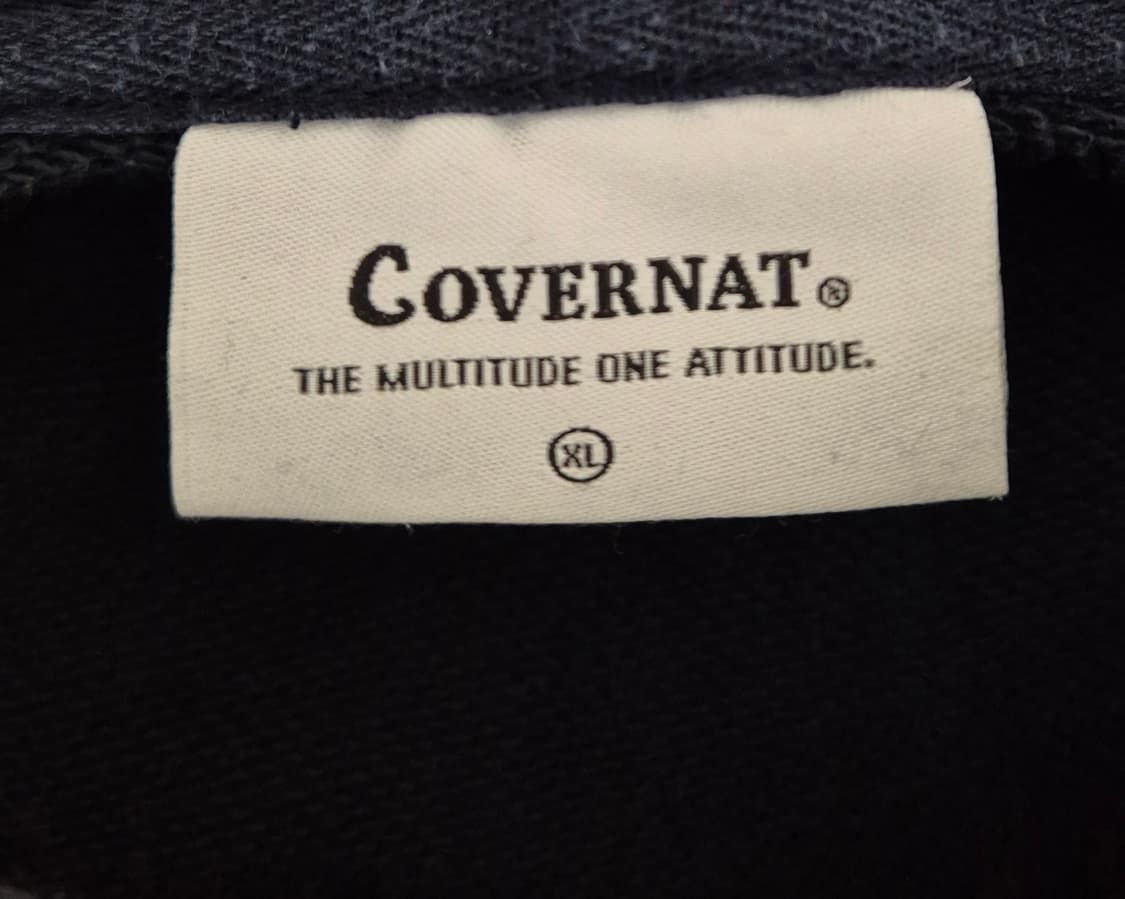 COVERNAT®
THE MULTITUDE ONE ATTITUDE.
XL